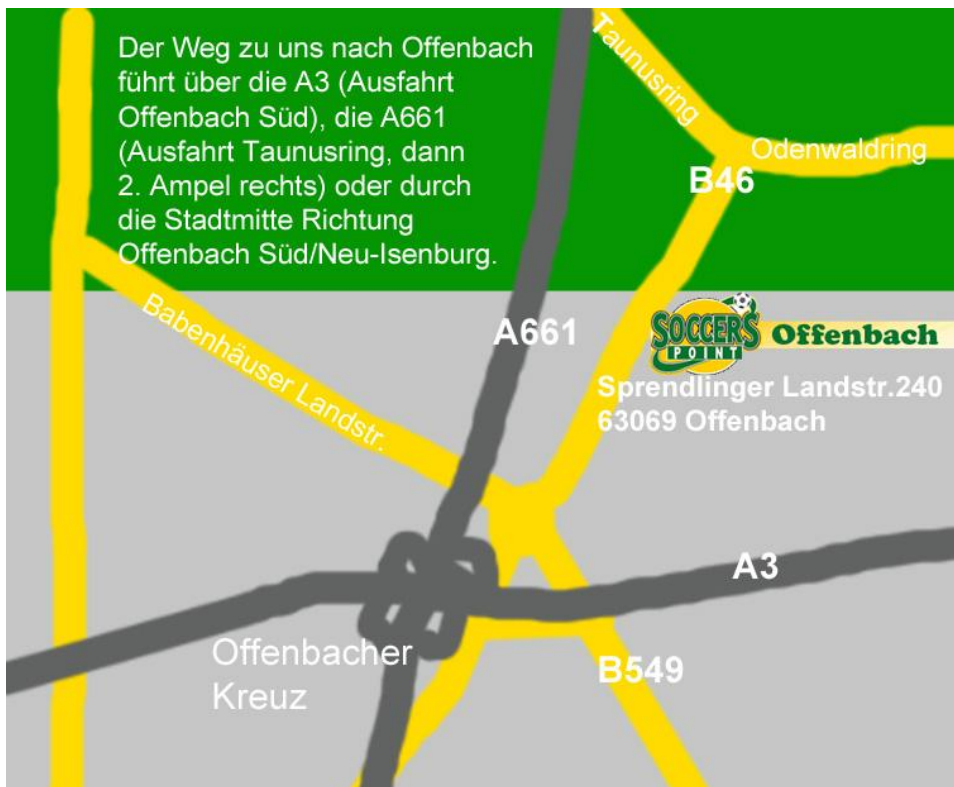 Der Weg zu uns nach Offenbach
führt über die A3 (Ausfahrt
Offenbach Süd), die A661
(Ausfahrt Taunusring, dann
2. Ampel rechts) oder durch
die Stadtmitte Richtung
Offenbach Süd/Neu-Isenburg.
Taunusring
Odenwaldring
B46
Babenhäuser Landstr.
A661
SOCCERS
POINT
Offenbach
Sprendlinger Landstr.240
63069 Offenbach
A3
Offenbacher
Kreuz
B549